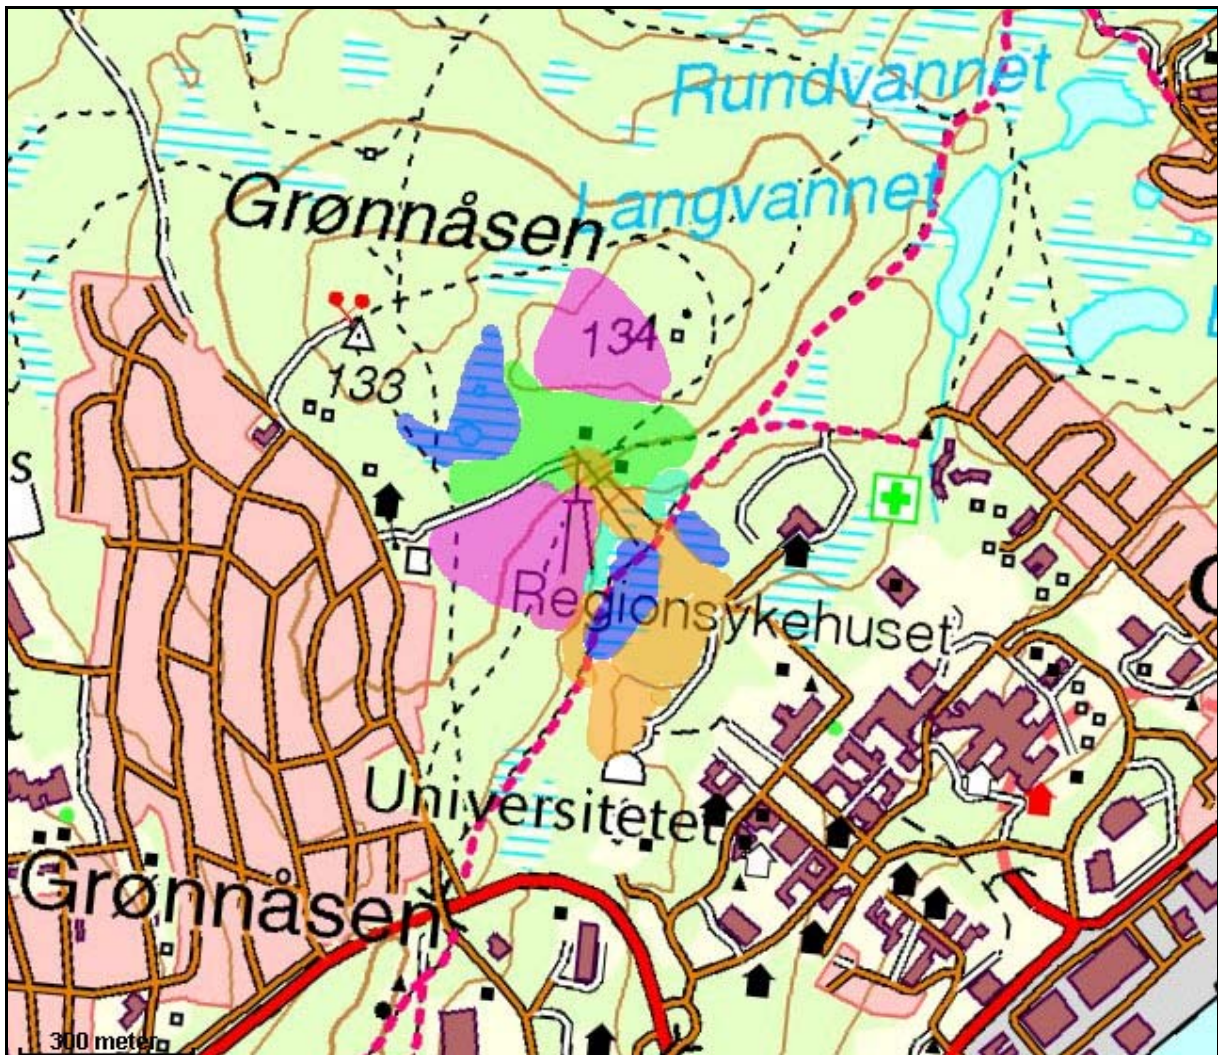 Rundvannet
Langvannet
Grønnåsen
134
133
s
Regionsykehuset
t
Universitetet
Grønnåsen
300 meter